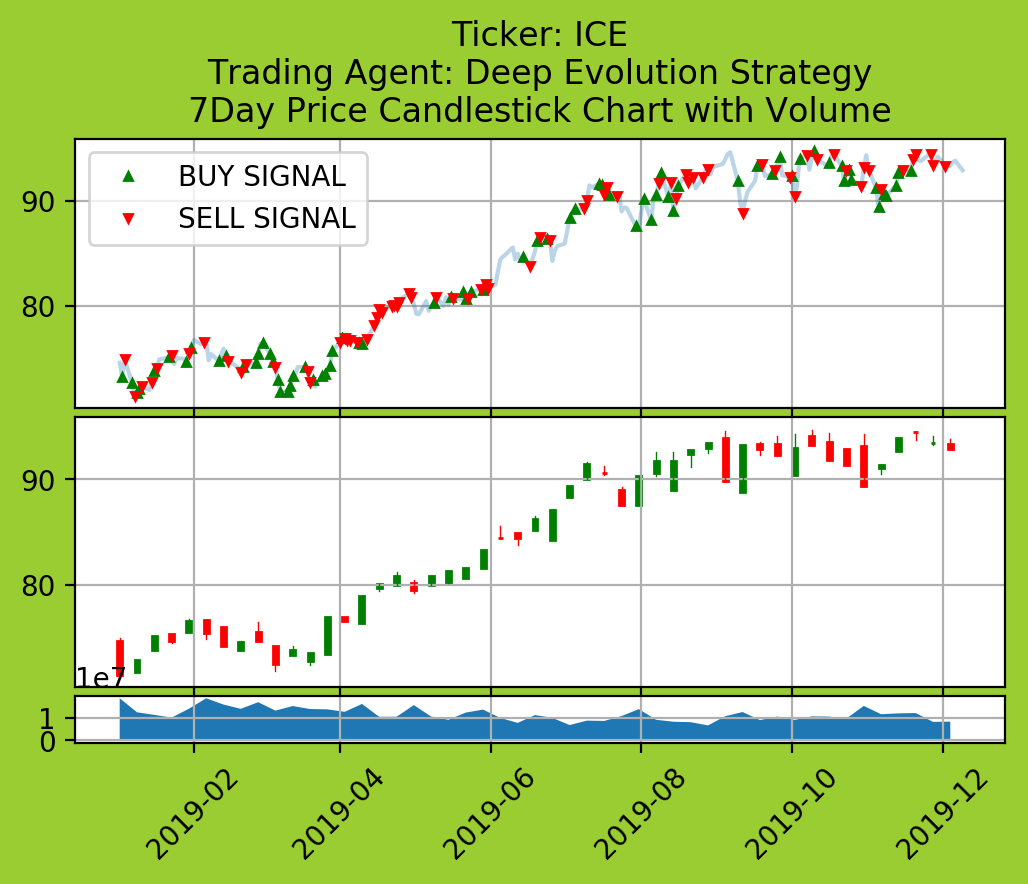 Ticker: ICE
Trading Agent: Deep Evolution Strategy
7Day Price Candlestick Chart with Volume
BUY SIGNAL
SELL SIGNAL
90
80
90
80
1e7
1
0
2019-02
2019-04
2019-06
2019-08
2019-10
2019-12